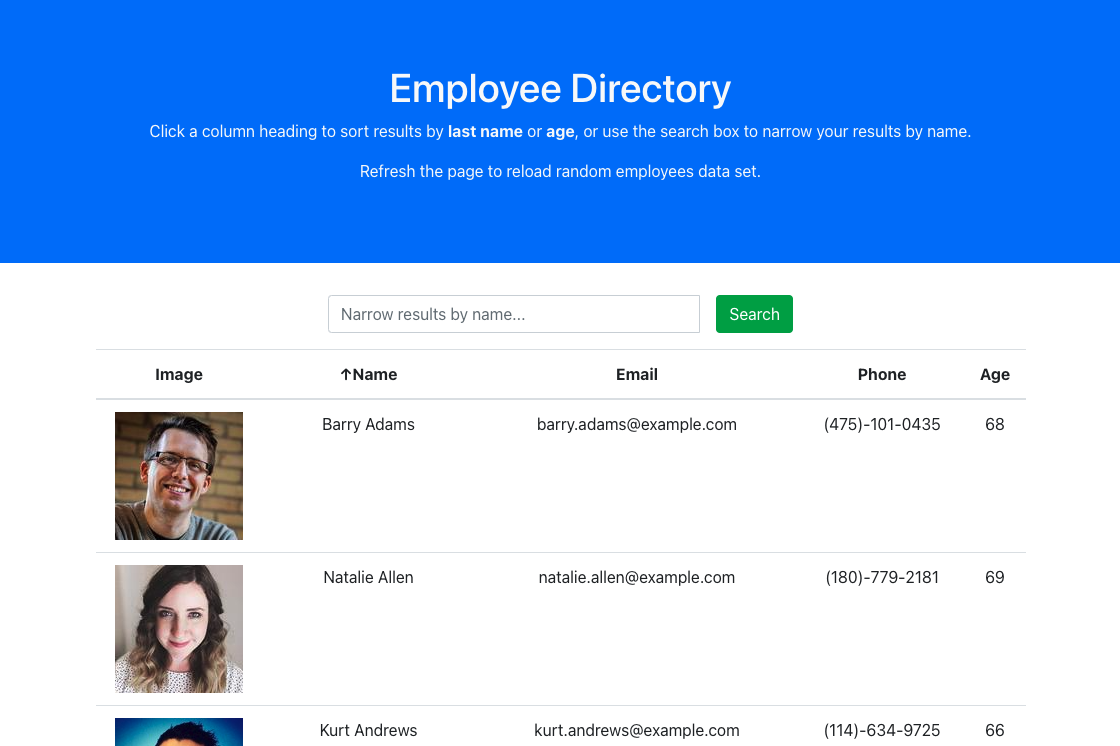 Employee Directory
Click a column heading to sort results by last name or age, or use the search box to narrow your results by name.
Refresh the page to reload random employees data set.
Narrow results by name...
Search
Image ↑Name Email Phone Age
Barry Adams barry.adams@example.com (475)-101-0435 68
Natalie Allen natalie.allen@example.com (180)-779-2181 69
Kurt Andrews kurt.andrews@example.com (114)-634-9725 66